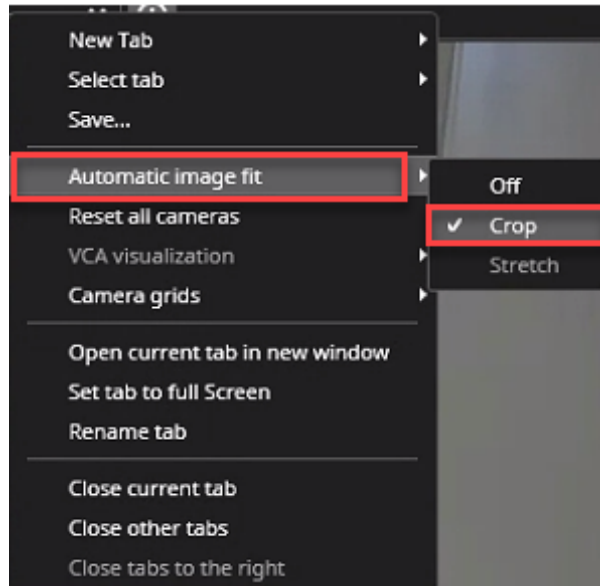 New Tab
Select tab
Save...
Automatic image fit
Off
Reset all cameras
Crop
VCA visualization
Stretch
Camera grids
Open current tab in new window
Set tab to full Screen
Rename tab
Close current tab
Close other tabs
Close tabs to the right